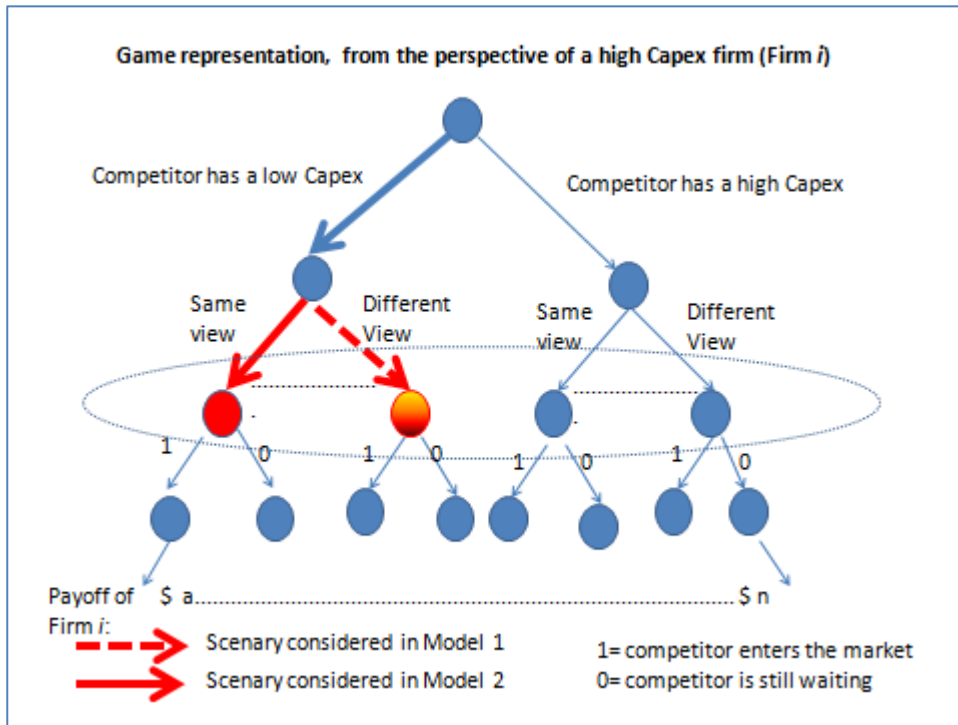 Game representation, from the perspective of a high Capex firm (Firm i)
Competitor has a low Capex
Competitor has a high Capex
Same
view
Different
View
Same
view
Different
View
1
0
1
0
1
0
1
0
Payoff of
Firm i:
$ a.......................................................................................$ n
Scenary considered in Model 1
Scenary considered in Model 2
1= competitor enters the market
0= competitor is still waiting